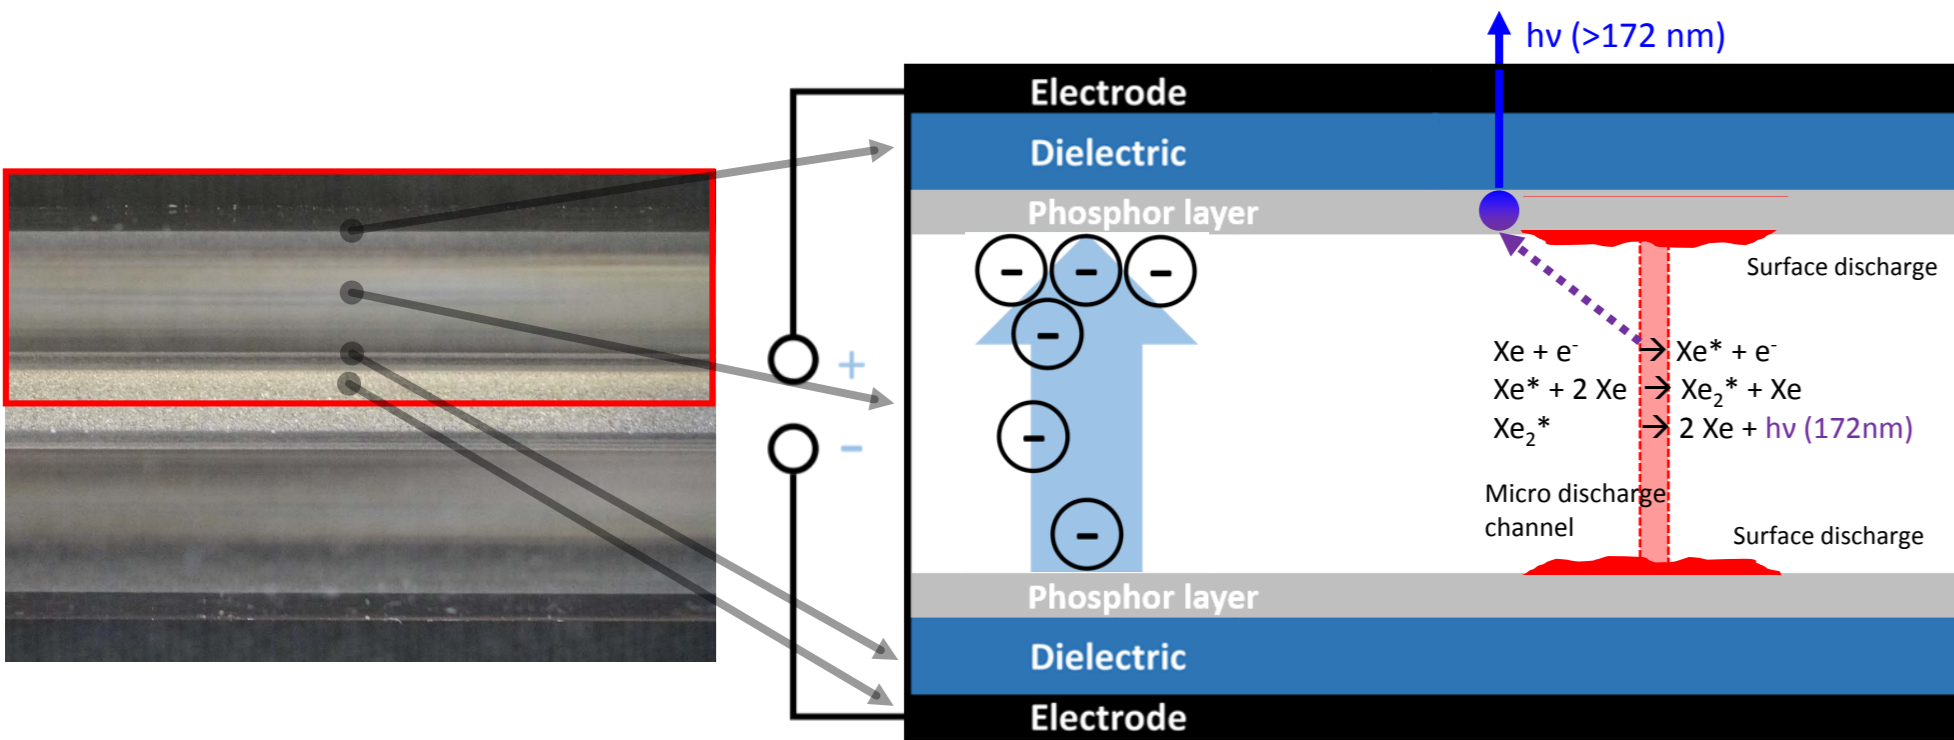 hν (>172 nm)
Electrode
Dielectric
Phosphor layer
- - -
-
Surface discharge
+
Xe + e⁻ → Xe* + e⁻
Xe* + 2 Xe → Xe₂* + Xe
Xe₂* → 2 Xe + hν (172nm)
-
-
Micro discharge
channel
Surface discharge
-
Phosphor layer
Dielectric
Electrode